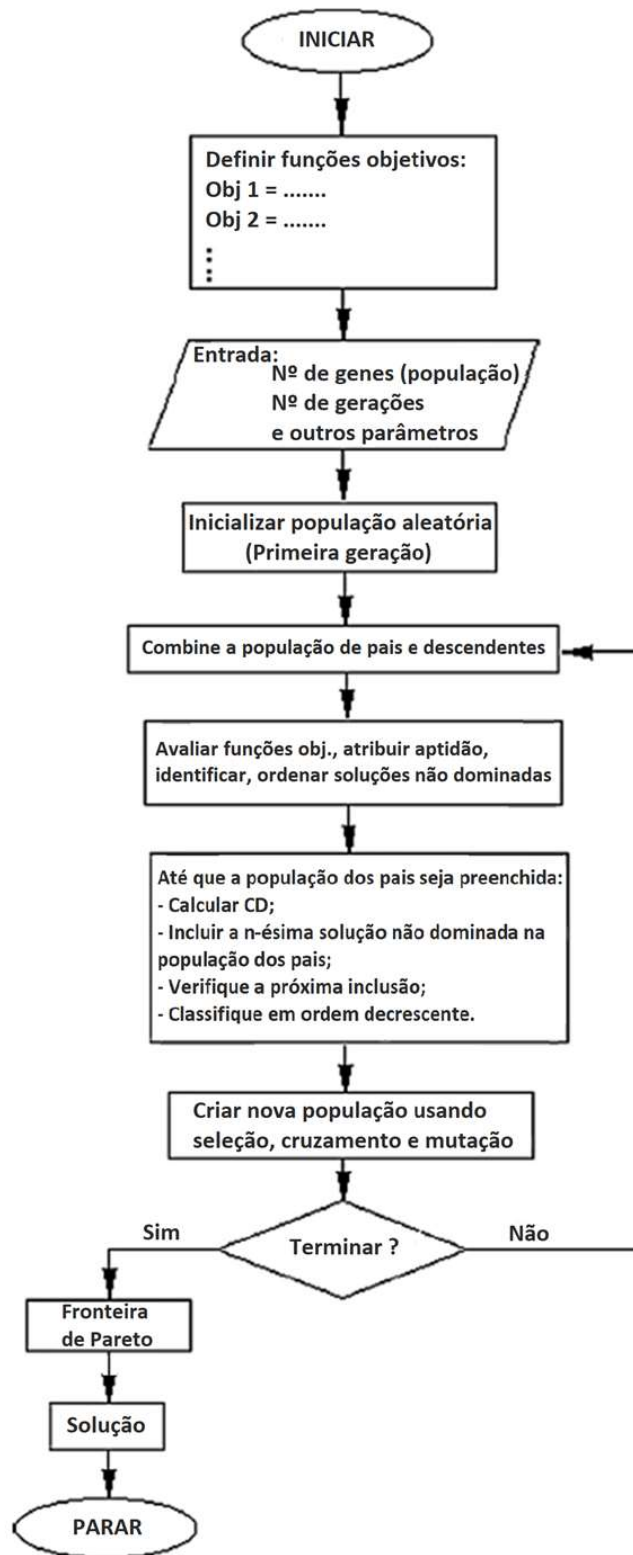 INICIAR
Definir funções objetivos:
Obj 1 = .......
Obj 2 = .......
Entrada:
Nº de genes (população)
Nº de gerações
e outros parâmetros
Inicializar população aleatória
(Primeira geração)
Combine a população de pais e descendentes
Avaliar funções obj., atribuir aptidão,
identificar, ordenar soluções não dominadas
Até que a população dos pais seja preenchida:
- Calcular CD;
- Incluir a n-ésima solução não dominada na
população dos pais;
- Verifique a próxima inclusão;
- Classifique em ordem decrescente.
Criar nova população usando
seleção, cruzamento e mutação
Sim
Terminar ?
Não
Fronteira
de Pareto
Solução
PARAR